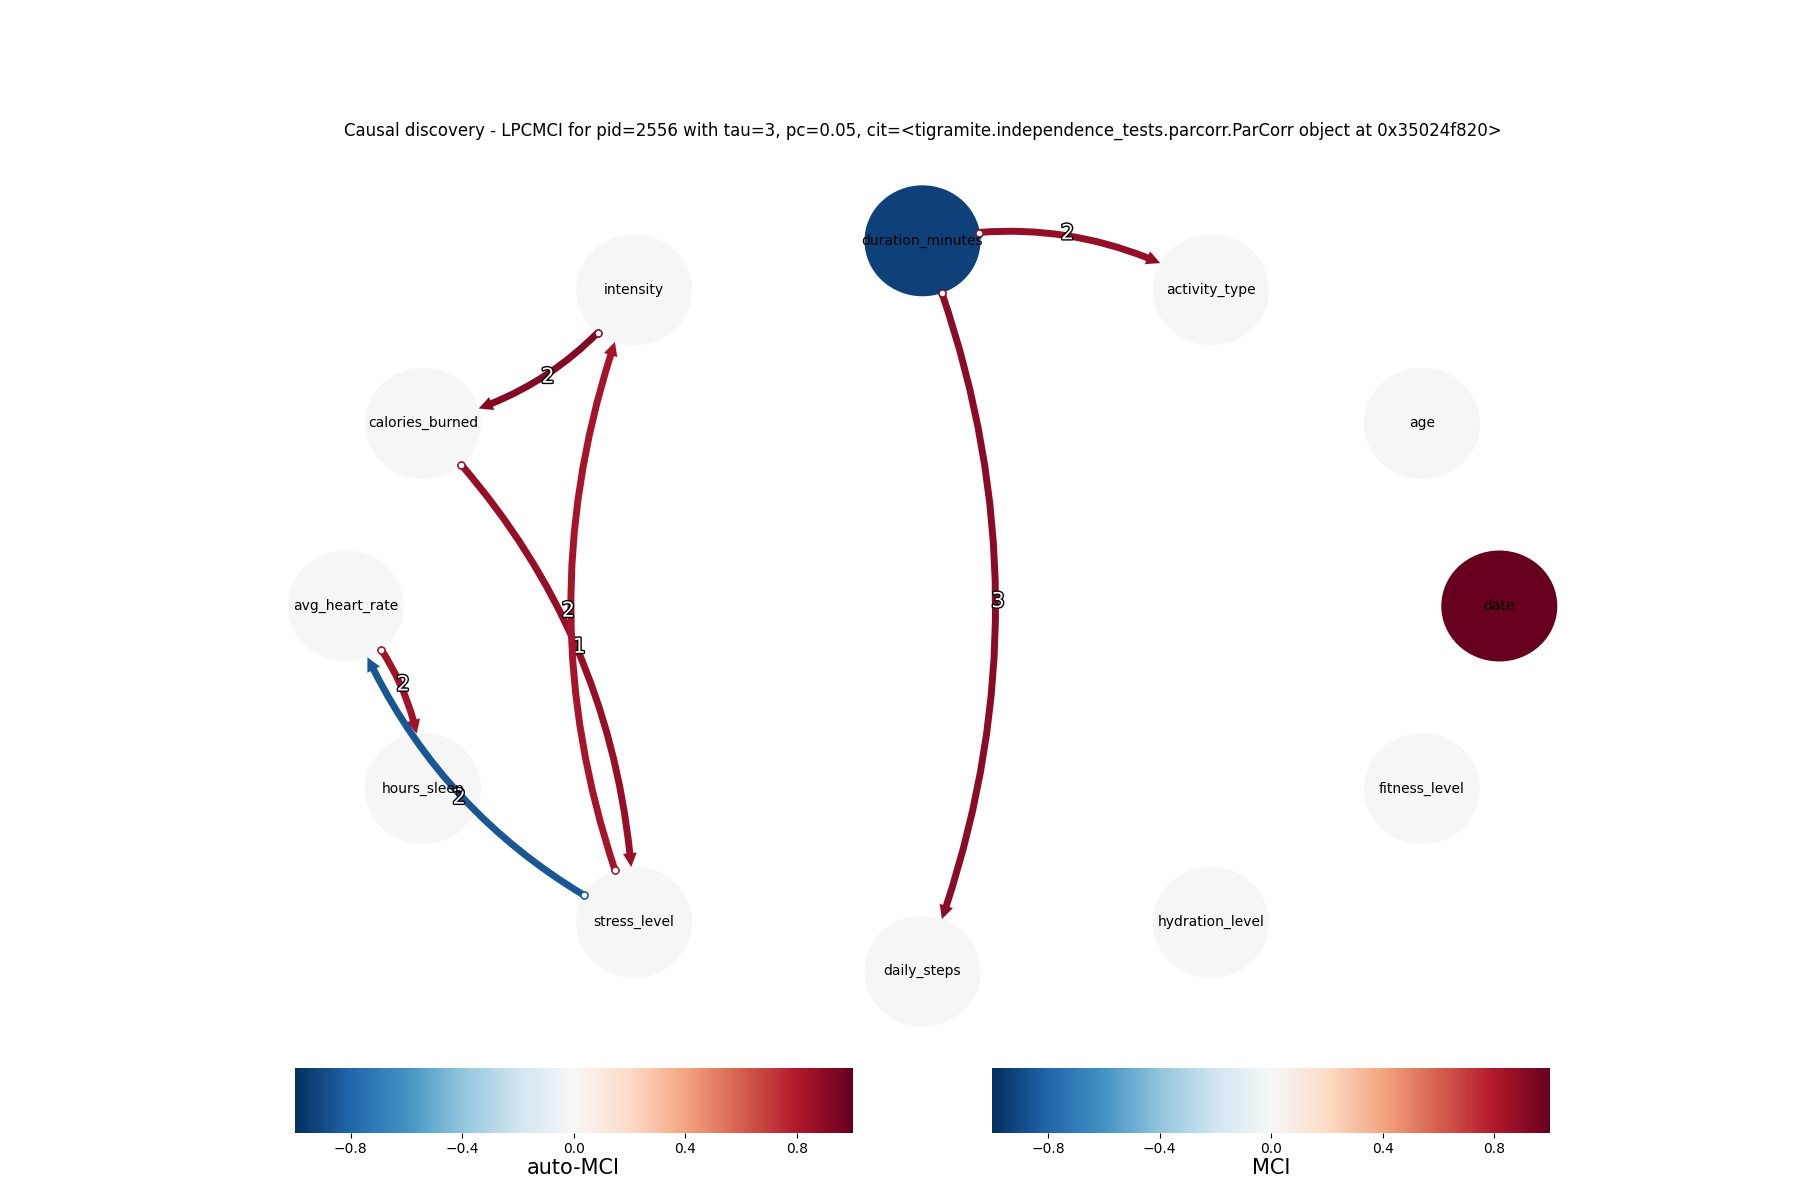 Causal discovery - LPCMCI for pid=2556 with tau=3, pc=0.05, cit=<tigramite.independence_tests.parcorr.ParCorr object at 0x35024f820>
duration_minutes
2
intensity
activity_type
2
calories_burned
age
3
avg_heart_rate
date
2
1
2
hours_sleep
2
fitness_level
stress_level
hydration_level
daily_steps
−0.8 −0.4 0.0 0.4 0.8
auto-MCI
−0.8 −0.4 0.0 0.4 0.8
MCI